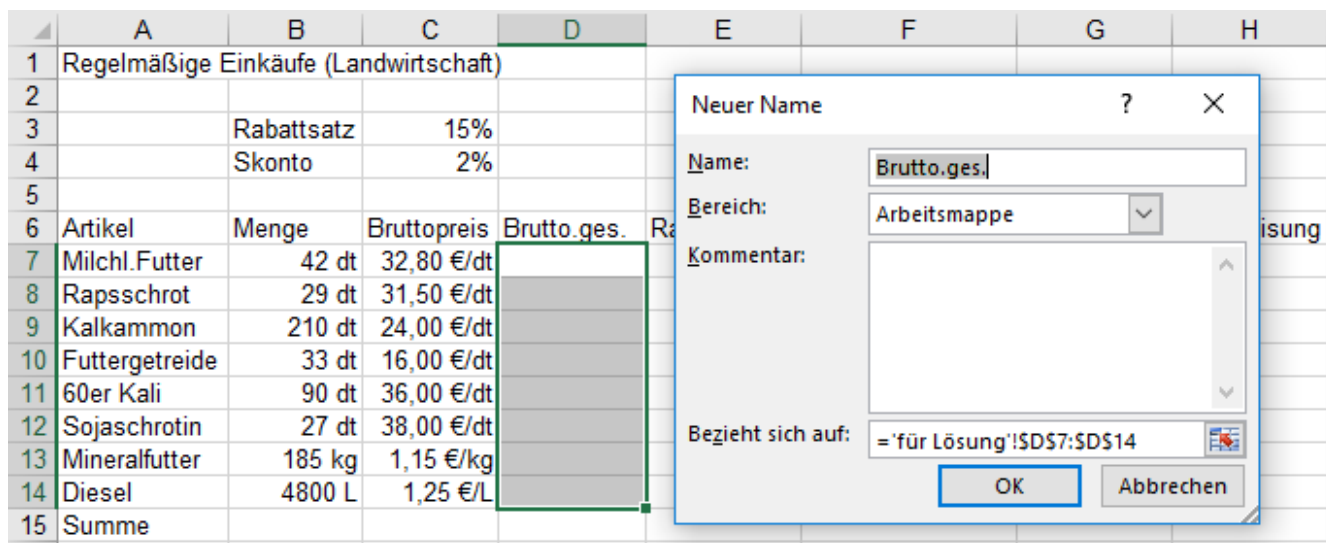 A B C D E F G H
1 Regelmäßige Einkäufe (Landwirtschaft)
2
3 Rabattsatz 15%
4 Skonto 2%
5
6 Artikel Menge Bruttopreis Brutto.ges. Ra isung
7 Milchl.Futter 42 dt 32,80 €/dt
8 Rapsschrot 29 dt 31,50 €/dt
9 Kalkammon 210 dt 24,00 €/dt
10 Futtergetreide 33 dt 16,00 €/dt
11 60er Kali 90 dt 36,00 €/dt
12 Sojaschrotin 27 dt 38,00 €/dt
13 Mineralfutter 185 kg 1,15 €/kg
14 Diesel 4800 L 1,25 €/L
15 Summe
Neuer Name ?
Name: Brutto.ges.
Bereich: Arbeitsmappe
Kommentar:
Bezieht sich auf: ='für Lösung'!$D$7:$D$14
OK Abbrechen